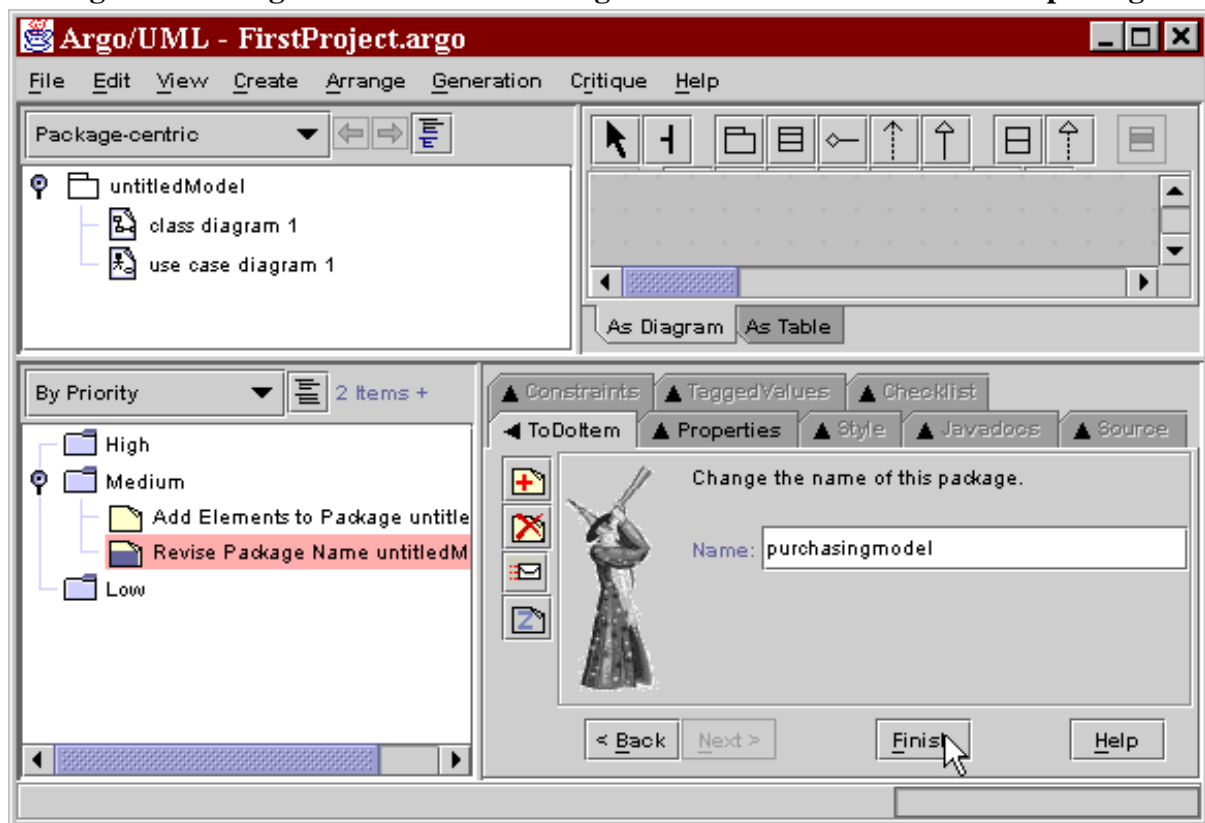 Argo/UML - FirstProject.argo
File Edit View Create Arrange Generation Critique Help
Package-centric
untitledModel
class diagram 1
use case diagram 1
As Diagram As Table
By Priority 2 Items +
High
Medium
Add Elements to Package untitle
Revise Package Name untitledM
Low
Constraints TaggedValues Checklist
ToDoItem Properties Style Javadocs Source
Change the name of this package.
Name: purchasingmodel
< Back Next > Finish Help